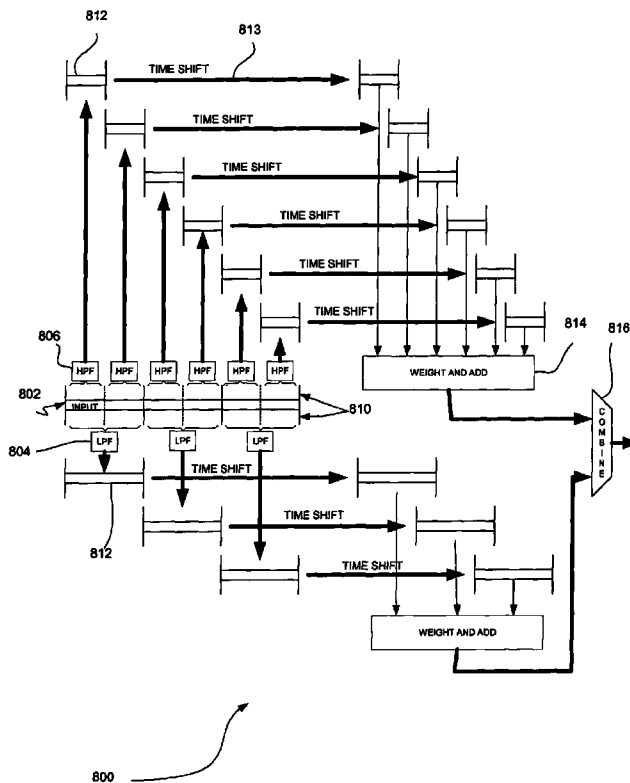 812
813
TIME SHIFT
TIME SHIFT
TIME SHIFT
TIME SHIFT
TIME SHIFT
TIME SHIFT
806
HPF HPF HPF HPF HPF HPF
WEIGHT AND ADD
814
816
802
INPUT
810
COMBINE
804
LPF LPF LPF
TIME SHIFT
812
TIME SHIFT
TIME SHIFT
WEIGHT AND ADD
800